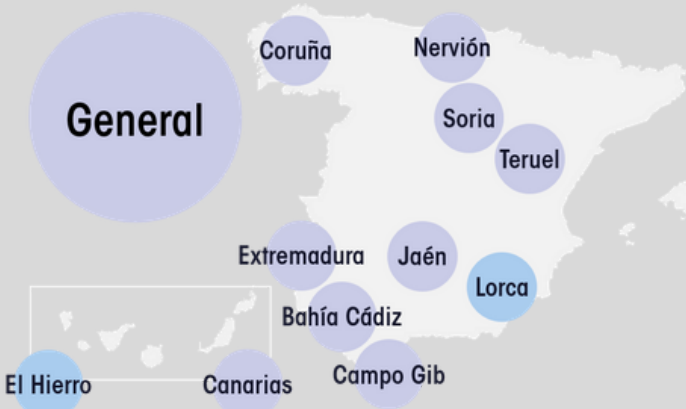 General
Coruña
Nervión
Soria
Teruel
Extremadura
Jaén
Lorca
Bahía Cádiz
Campo Gib
El Hierro
Canarias